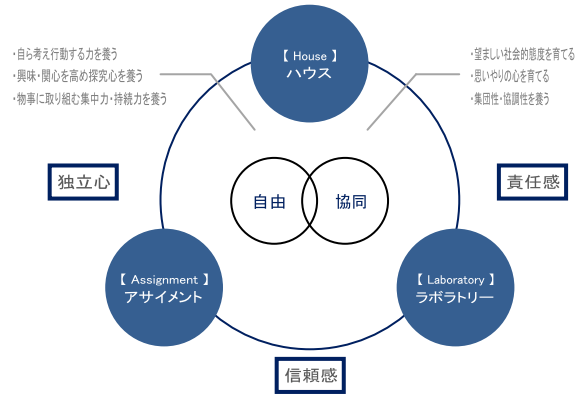 ・自ら考え行動する力を養う
・興味・関心を高め探究心を養う
・物事に取り組む集中力・持続力を養う
【 House 】
ハウス
・望ましい社会的態度を育てる
・思いやりの心を育てる
・集団性・協調性を養う
独立心
責任感
自由
協同
【 Assignment 】
アサイメント
【 Laboratory 】
ラボラトリー
信頼感